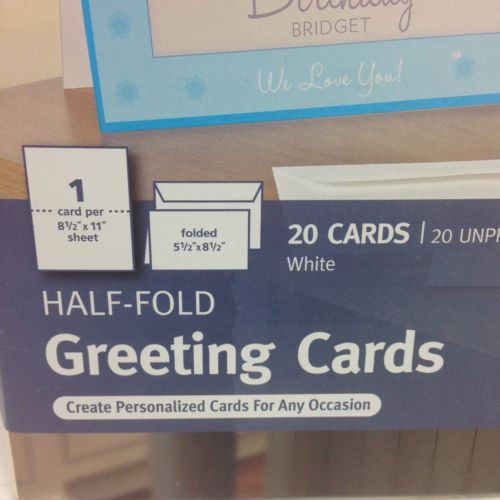 Birthday
BRIDGET
We Love You!
1
card per
8½" x 11"
sheet
folded
5½"x8½"
20 CARDS | 20
White
HALF-FOLD
Greeting Cards
Create Personalized Cards For Any Occasion